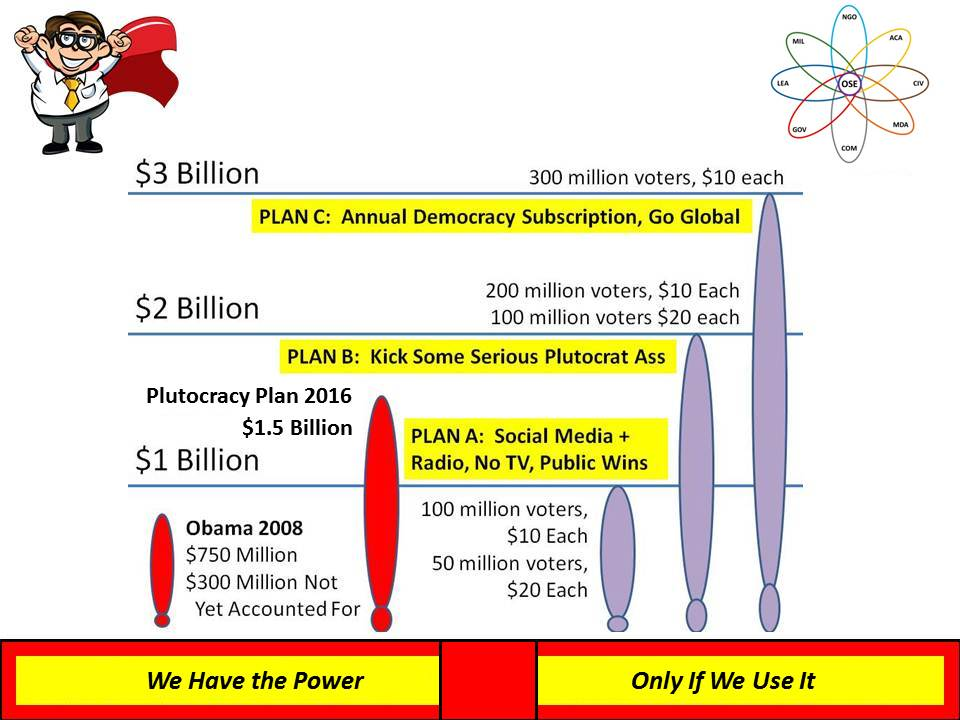 NGO
MIL
ACA
LEA
OSE
CIV
GOV
MDA
COM
$3 Billion
300 million voters, $10 each
PLAN C:  Annual Democracy Subscription, Go Global
$2 Billion
200 million voters, $10 Each
100 million voters $20 each
PLAN B:  Kick Some Serious Plutocrat Ass
Plutocracy Plan 2016
$1.5 Billion
PLAN A:  Social Media +
Radio, No TV, Public Wins
$1 Billion
100 million voters,
$10 Each
50 million voters,
$20 Each
Obama 2008
$750 Million
$300 Million Not
Yet Accounted For
We Have the Power
Only If We Use It